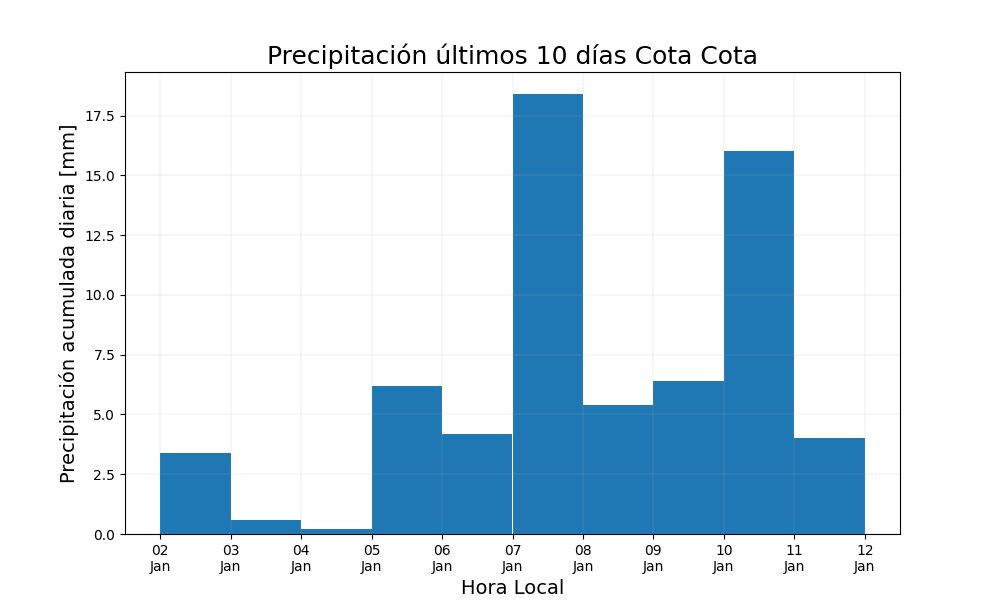 Precipitación últimos 10 días Cota Cota
Precipitación acumulada diaria [mm]
17.5
15.0
12.5
10.0
7.5
5.0
2.5
0.0
02 03 04 05 06 07 08 09 10 11 12
Jan Jan Jan Jan Jan Jan Jan Jan Jan Jan Jan
Hora Local